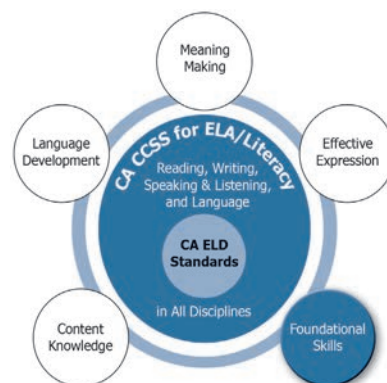 Meaning
Making
Language
Development
Effective
Expression
CA CCSS for ELA/Literacy
Reading, Writing,
Speaking & Listening,
and Language
CA ELD
Standards
in All Disciplines
Content
Knowledge
Foundational
Skills